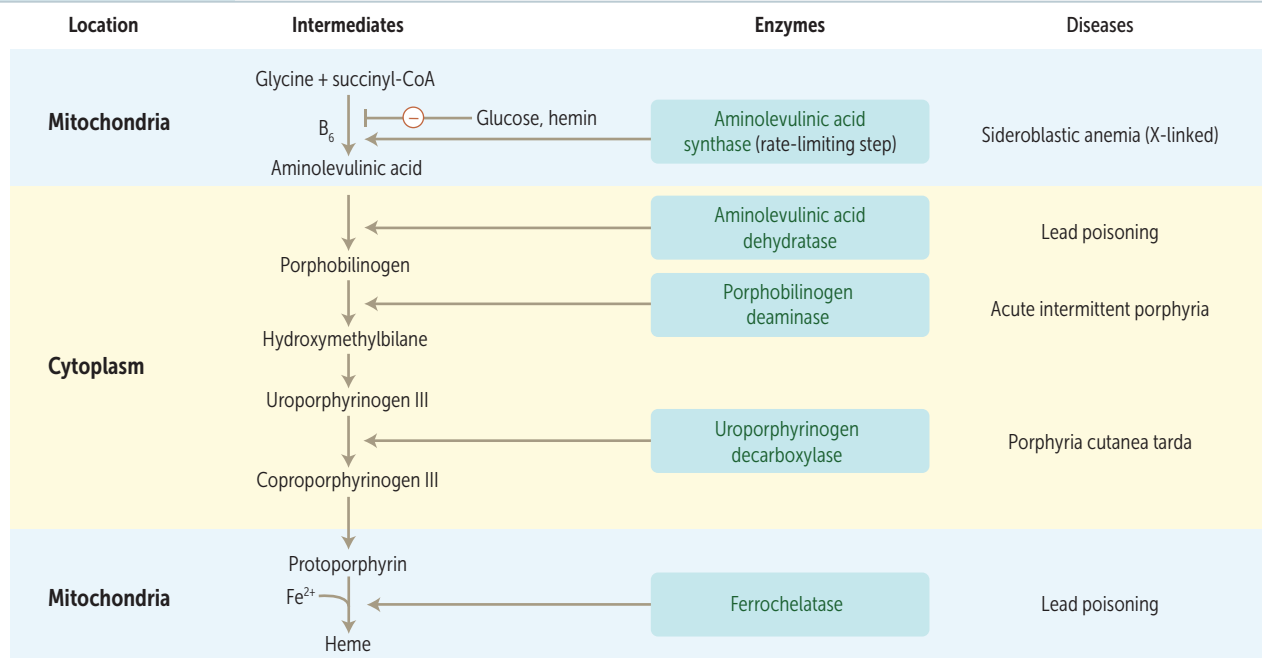 Location Intermediates Enzymes Diseases
Glycine + succinyl-CoA
Mitochondria
B6
− Glucose, hemin
Aminolevulinic acid
synthase (rate-limiting step)
Sideroblastic anemia (X-linked)
Aminolevulinic acid
Aminolevulinic acid
dehydratase
Lead poisoning
Porphobilinogen
Porphobilinogen
deaminase
Acute intermittent porphyria
Hydroxymethylbilane
Cytoplasm
Uroporphyrinogen III
Uroporphyrinogen
decarboxylase
Porphyria cutanea tarda
Coproporphyrinogen III
Protoporphyrin
Mitochondria
Fe2+
Ferrochelatase
Lead poisoning
Heme